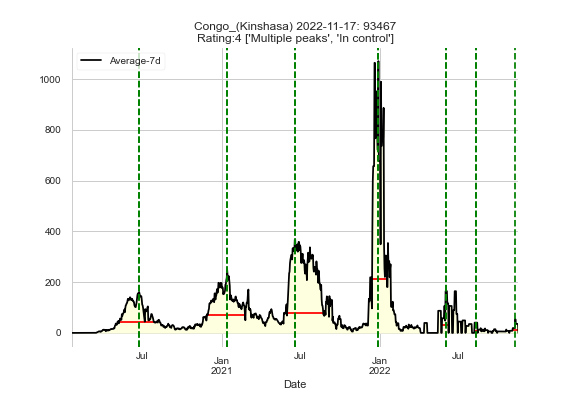 Congo_(Kinshasa) 2022-11-17: 93467
Rating:4 ['Multiple peaks', 'In control']
Average-7d
1000
800
600
400
200
0
Jul
Jan
2021
Jul
Jan
2022
Jul
Date